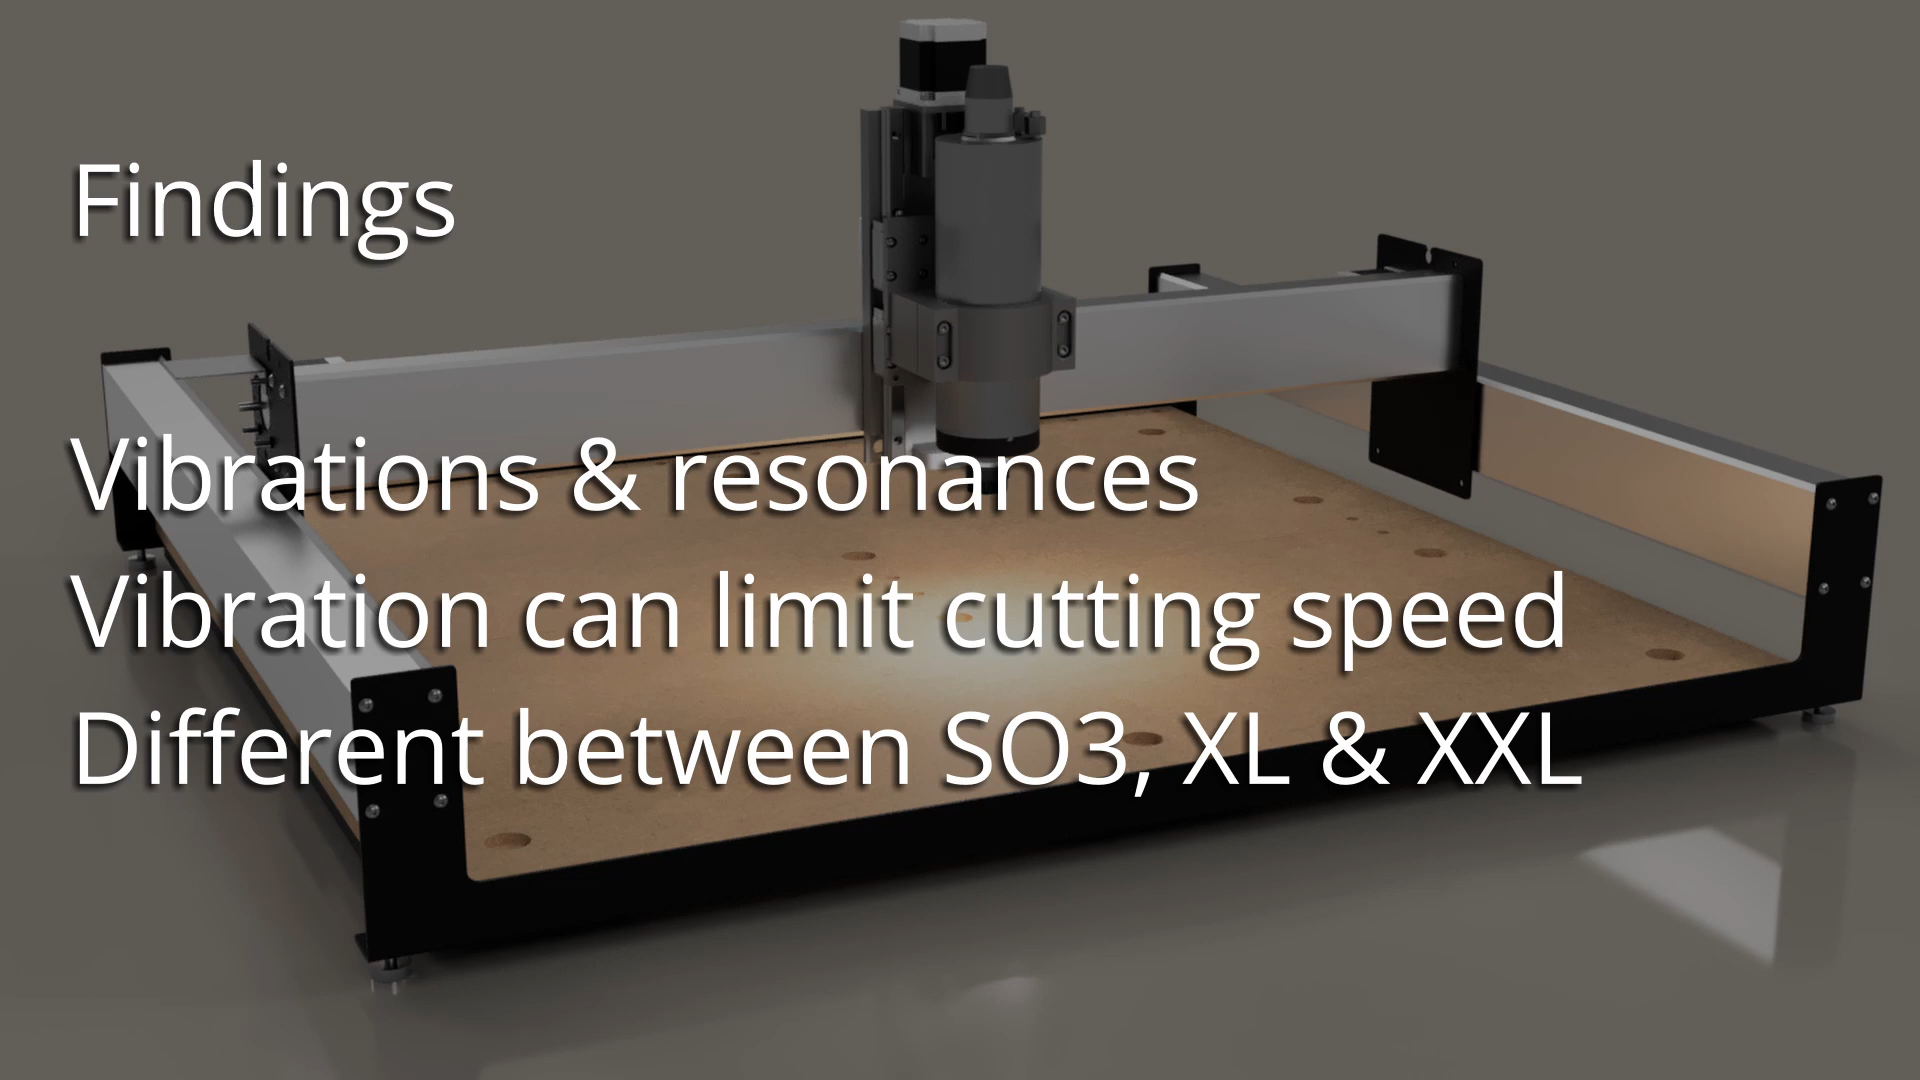 Findings
Vibrations & resonances
Vibration can limit cutting speed
Different between SO3, XL & XXL